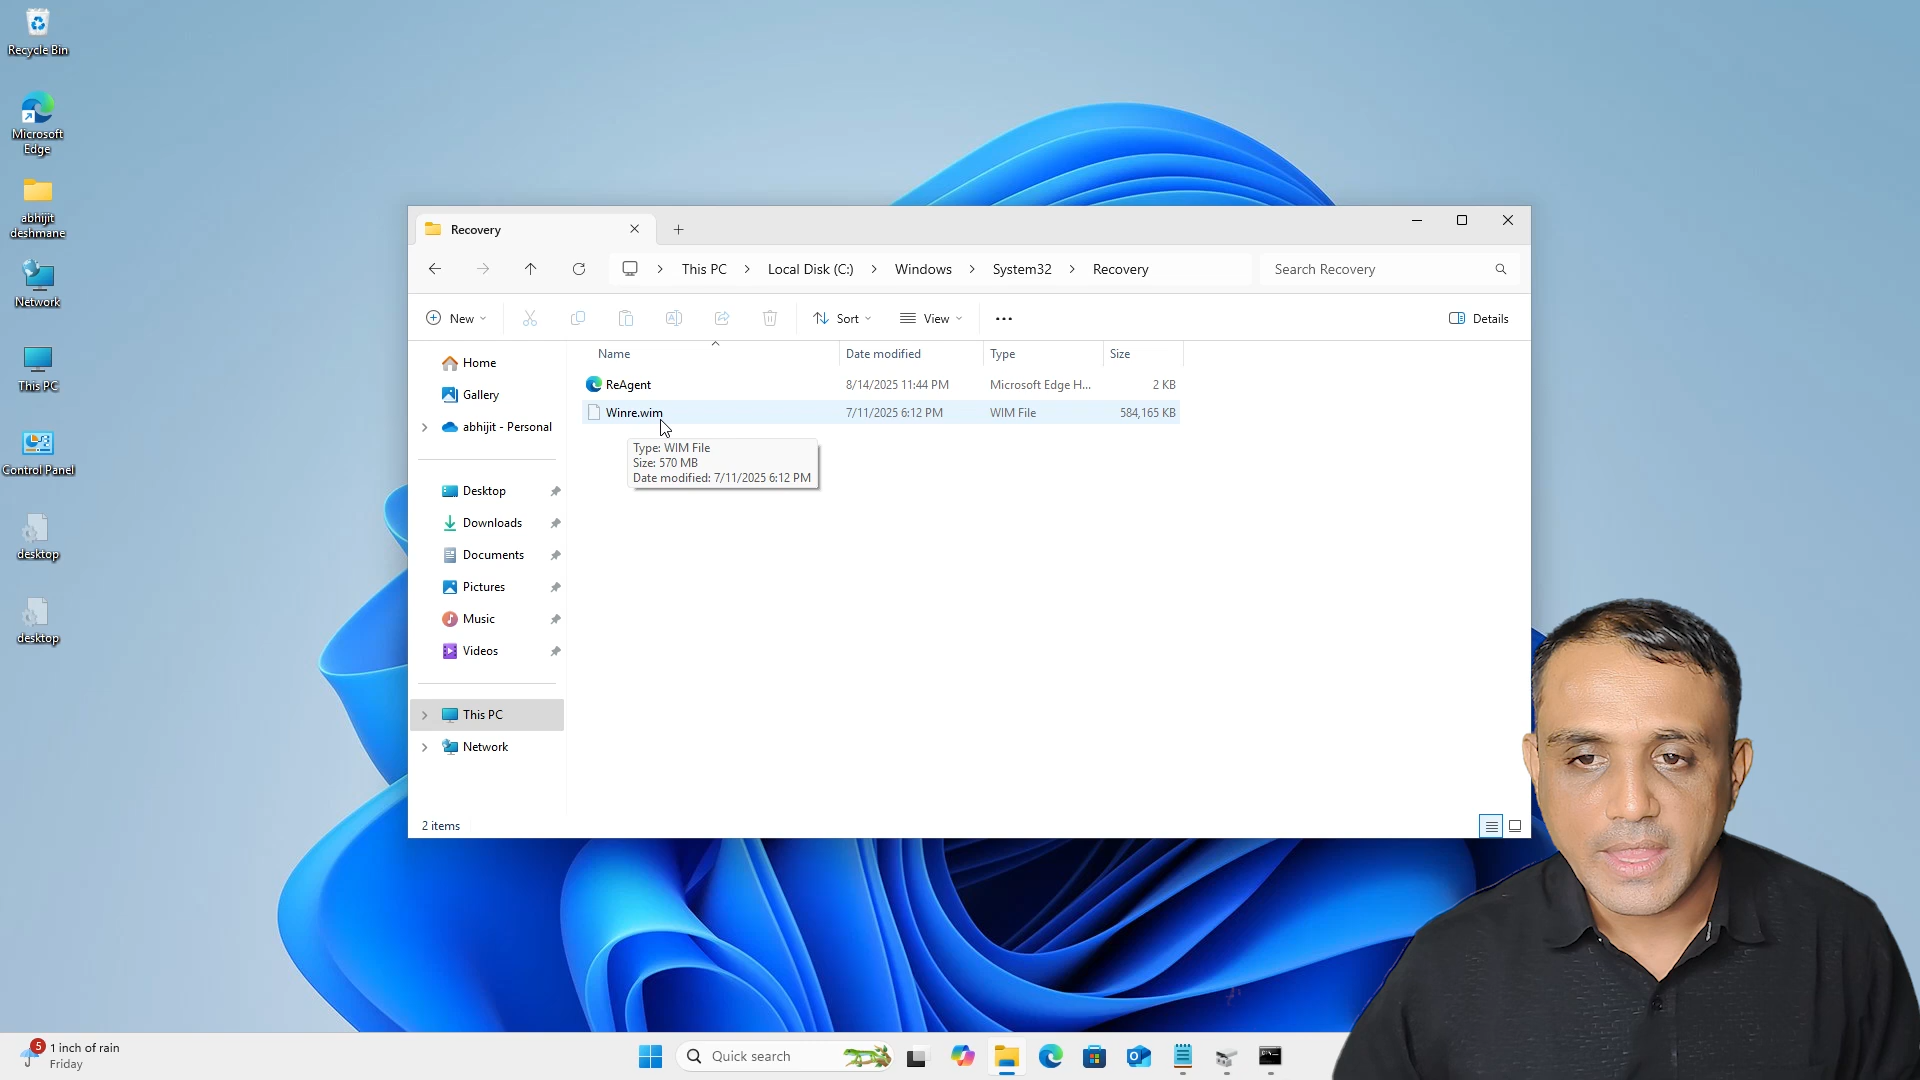 Recycle Bin
Microsoft
Edge
abhijit
deshmane
Network
This PC
Control Panel
desktop
desktop
Recovery
This PC
Local Disk (C:)
Windows
System32
Recovery
Search Recovery
New
Sort
View
Details
Name
Date modified
Type
Size
ReAgent
8/14/2025 11:44 PM
Microsoft Edge H...
2 KB
Winre.wim
7/11/2025 6:12 PM
WIM File
584,165 KB
Type: WIM File
Size: 570 MB
Date modified: 7/11/2025 6:12 PM
Home
Gallery
abhijit - Personal
Desktop
Downloads
Documents
Pictures
Music
Videos
This PC
Network
2 items
5
1 inch of rain
Friday
Quick search